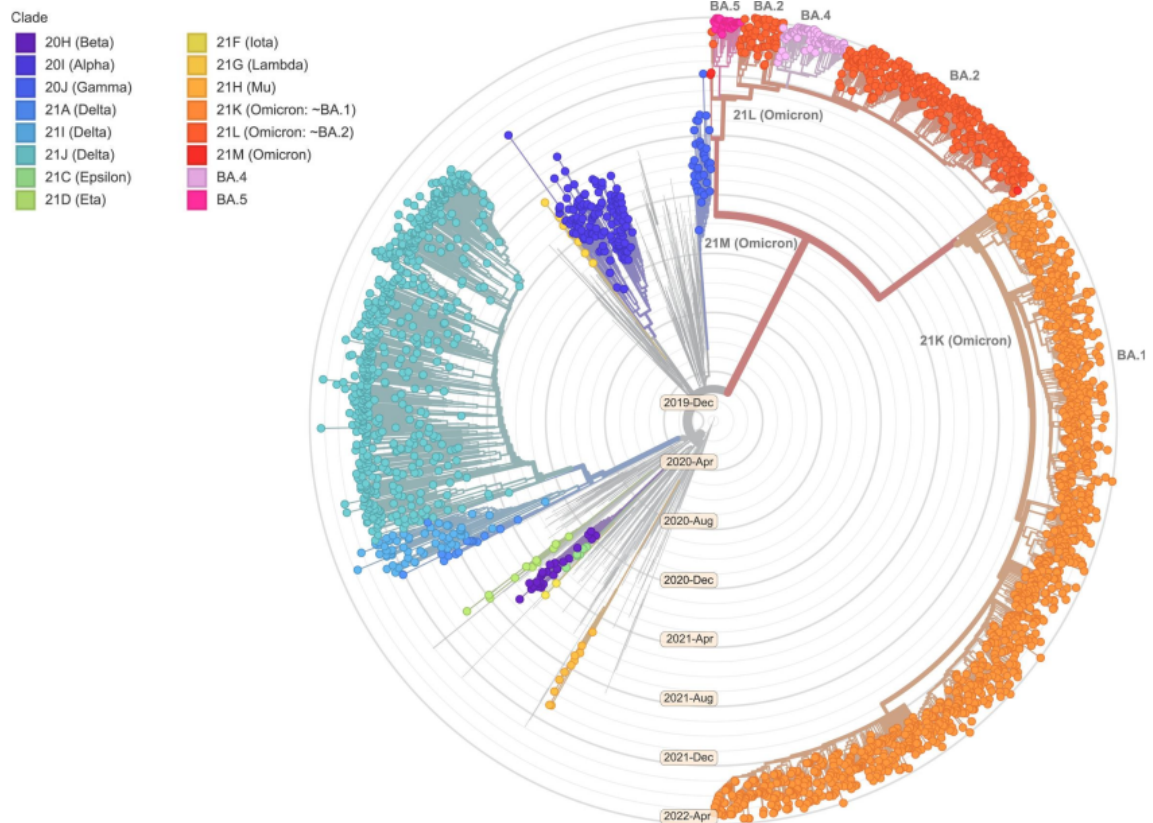 Clade
20H (Beta)
20I (Alpha)
20J (Gamma)
21A (Delta)
21I (Delta)
21J (Delta)
21C (Epsilon)
21D (Eta)
21F (Iota)
21G (Lambda)
21H (Mu)
21K (Omicron: ~BA.1)
21L (Omicron: ~BA.2)
21M (Omicron)
BA.4
BA.5
BA.5
BA.2
BA.4
BA.2
21L (Omicron)
21M (Omicron)
21K (Omicron)
BA.1
2019-Dec
2020-Apr
2020-Aug
2020-Dec
2021-Apr
2021-Aug
2021-Dec
2022-Apr